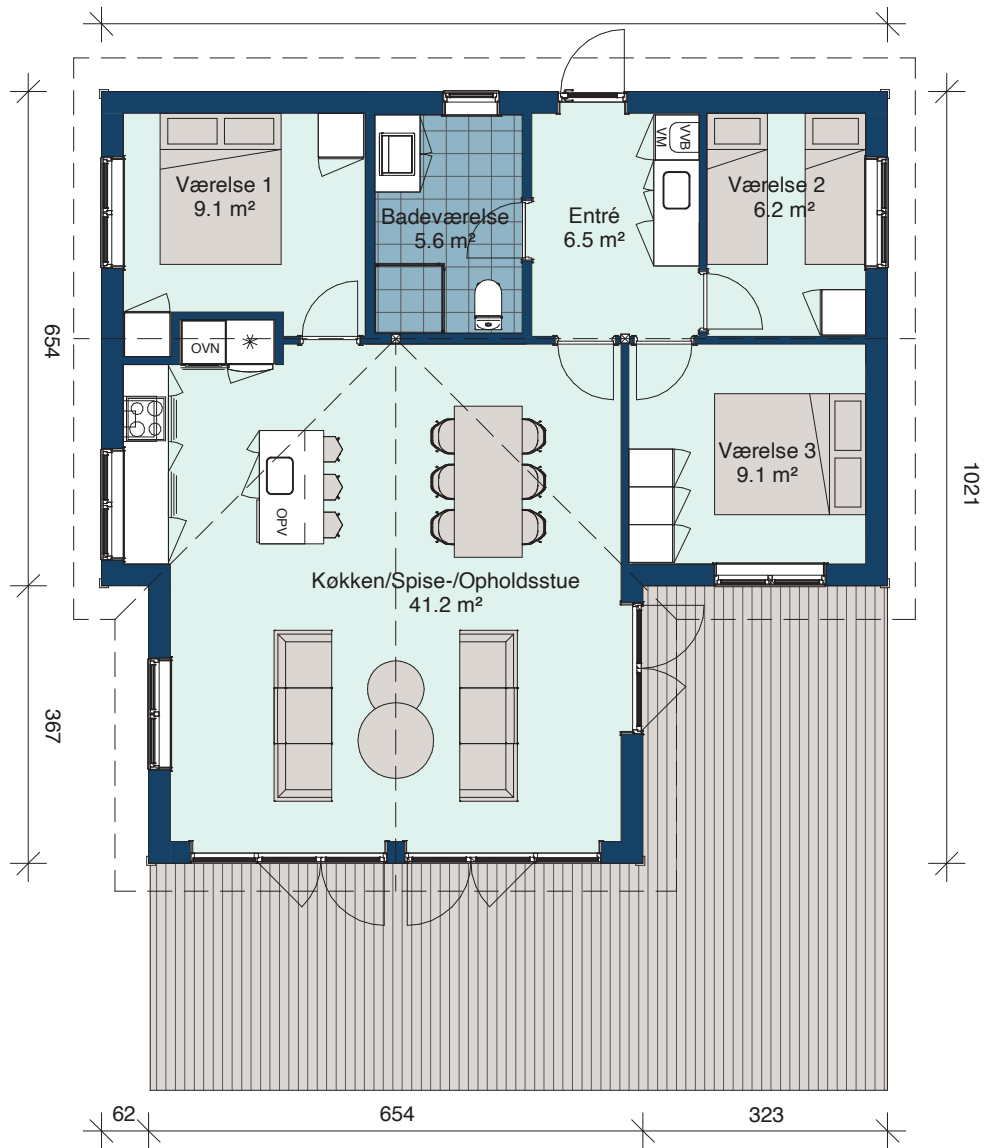 VVB
VM
Værelse 1
9.1 m²
Badeværelse
5.6 m²
Entré
6.5 m²
Værelse 2
6.2 m²
654
OVN
Værelse 3
9.1 m²
1021
OPV
Køkken/Spise-/Opholdsstue
41.2 m²
367
62
654
323